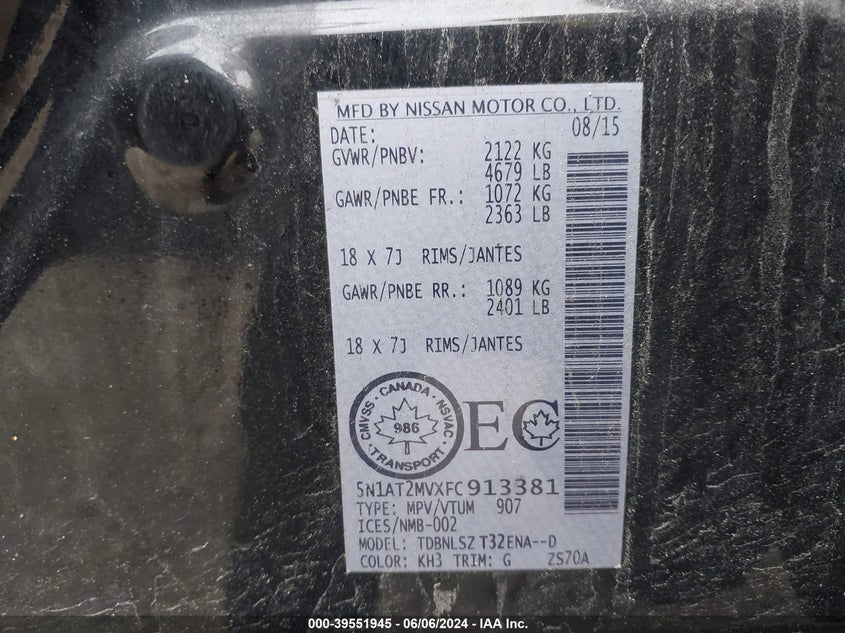 MFD BY NISSAN MOTOR CO., LTD.
DATE: 08/15
GVWR/PNBV: 2122 KG
4679 LB
GAWR/PNBE FR.: 1072 KG
2363 LB
18 X 7J RIMS/JANTES
GAWR/PNBE RR.: 1089 KG
2401 LB
18 X 7J RIMS/JANTES
CMVSS · CANADA · NSVAC
986
TRANSPORT
EC
5N1AT2MVXFC913381
TYPE: MPV/VTUM 907
ICES/NMB-002
MODEL: TDBNLSZ T32ENA--D
COLOR: KH3 TRIM: G ZS70A
000-39551945 - 06/06/2024 - IAA Inc.